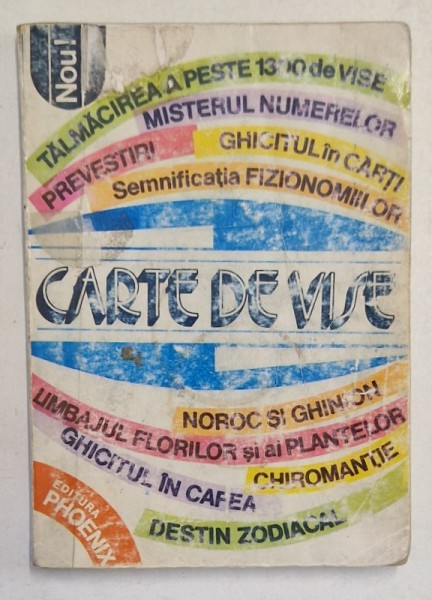 Nou!
TĂLMĂCIREA A PESTE 1300 de VISE
MISTERUL NUMERELOR
PREVESTIRI
GHICITUL în CĂRȚI
Semnificația FIZIONOMIILOR
CARTE DE VISE
NOROC ȘI GHINION
LIMBAJUL FLORILOR și al PLANTELOR
GHICITUL ÎN CAFEA
CHIROMANȚIE
DESTIN ZODIACAL
EDITURA
PHOENIX